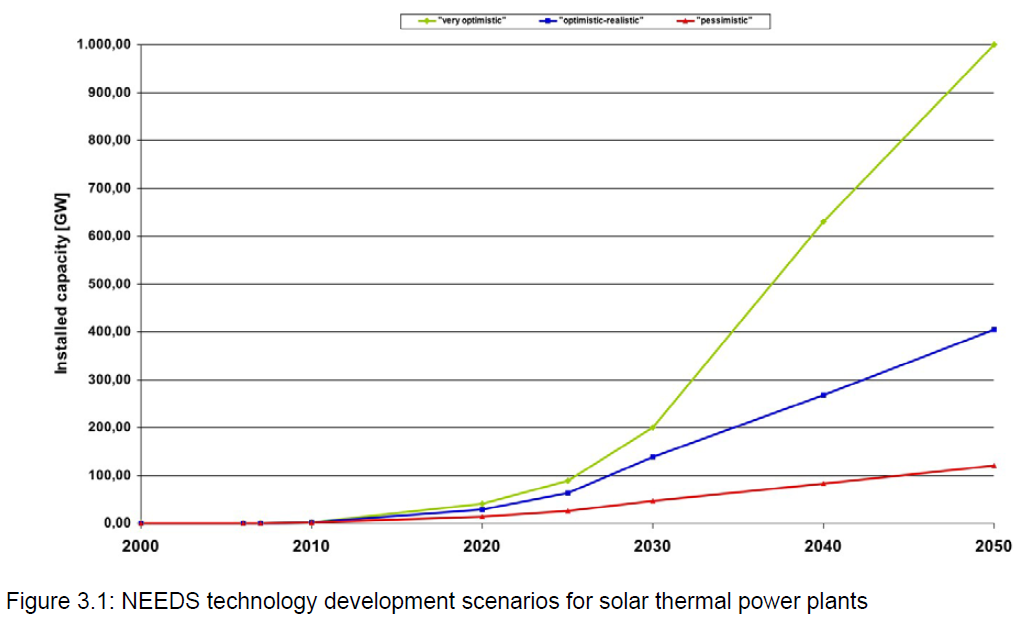 "very optimistic" "optimistic-realistic" "pessimistic"
1.000,00
900,00
800,00
700,00
600,00
500,00
400,00
300,00
200,00
100,00
0,00
Installed capacity [GW]
2000 2010 2020 2030 2040 2050
Figure 3.1: NEEDS technology development scenarios for solar thermal power plants